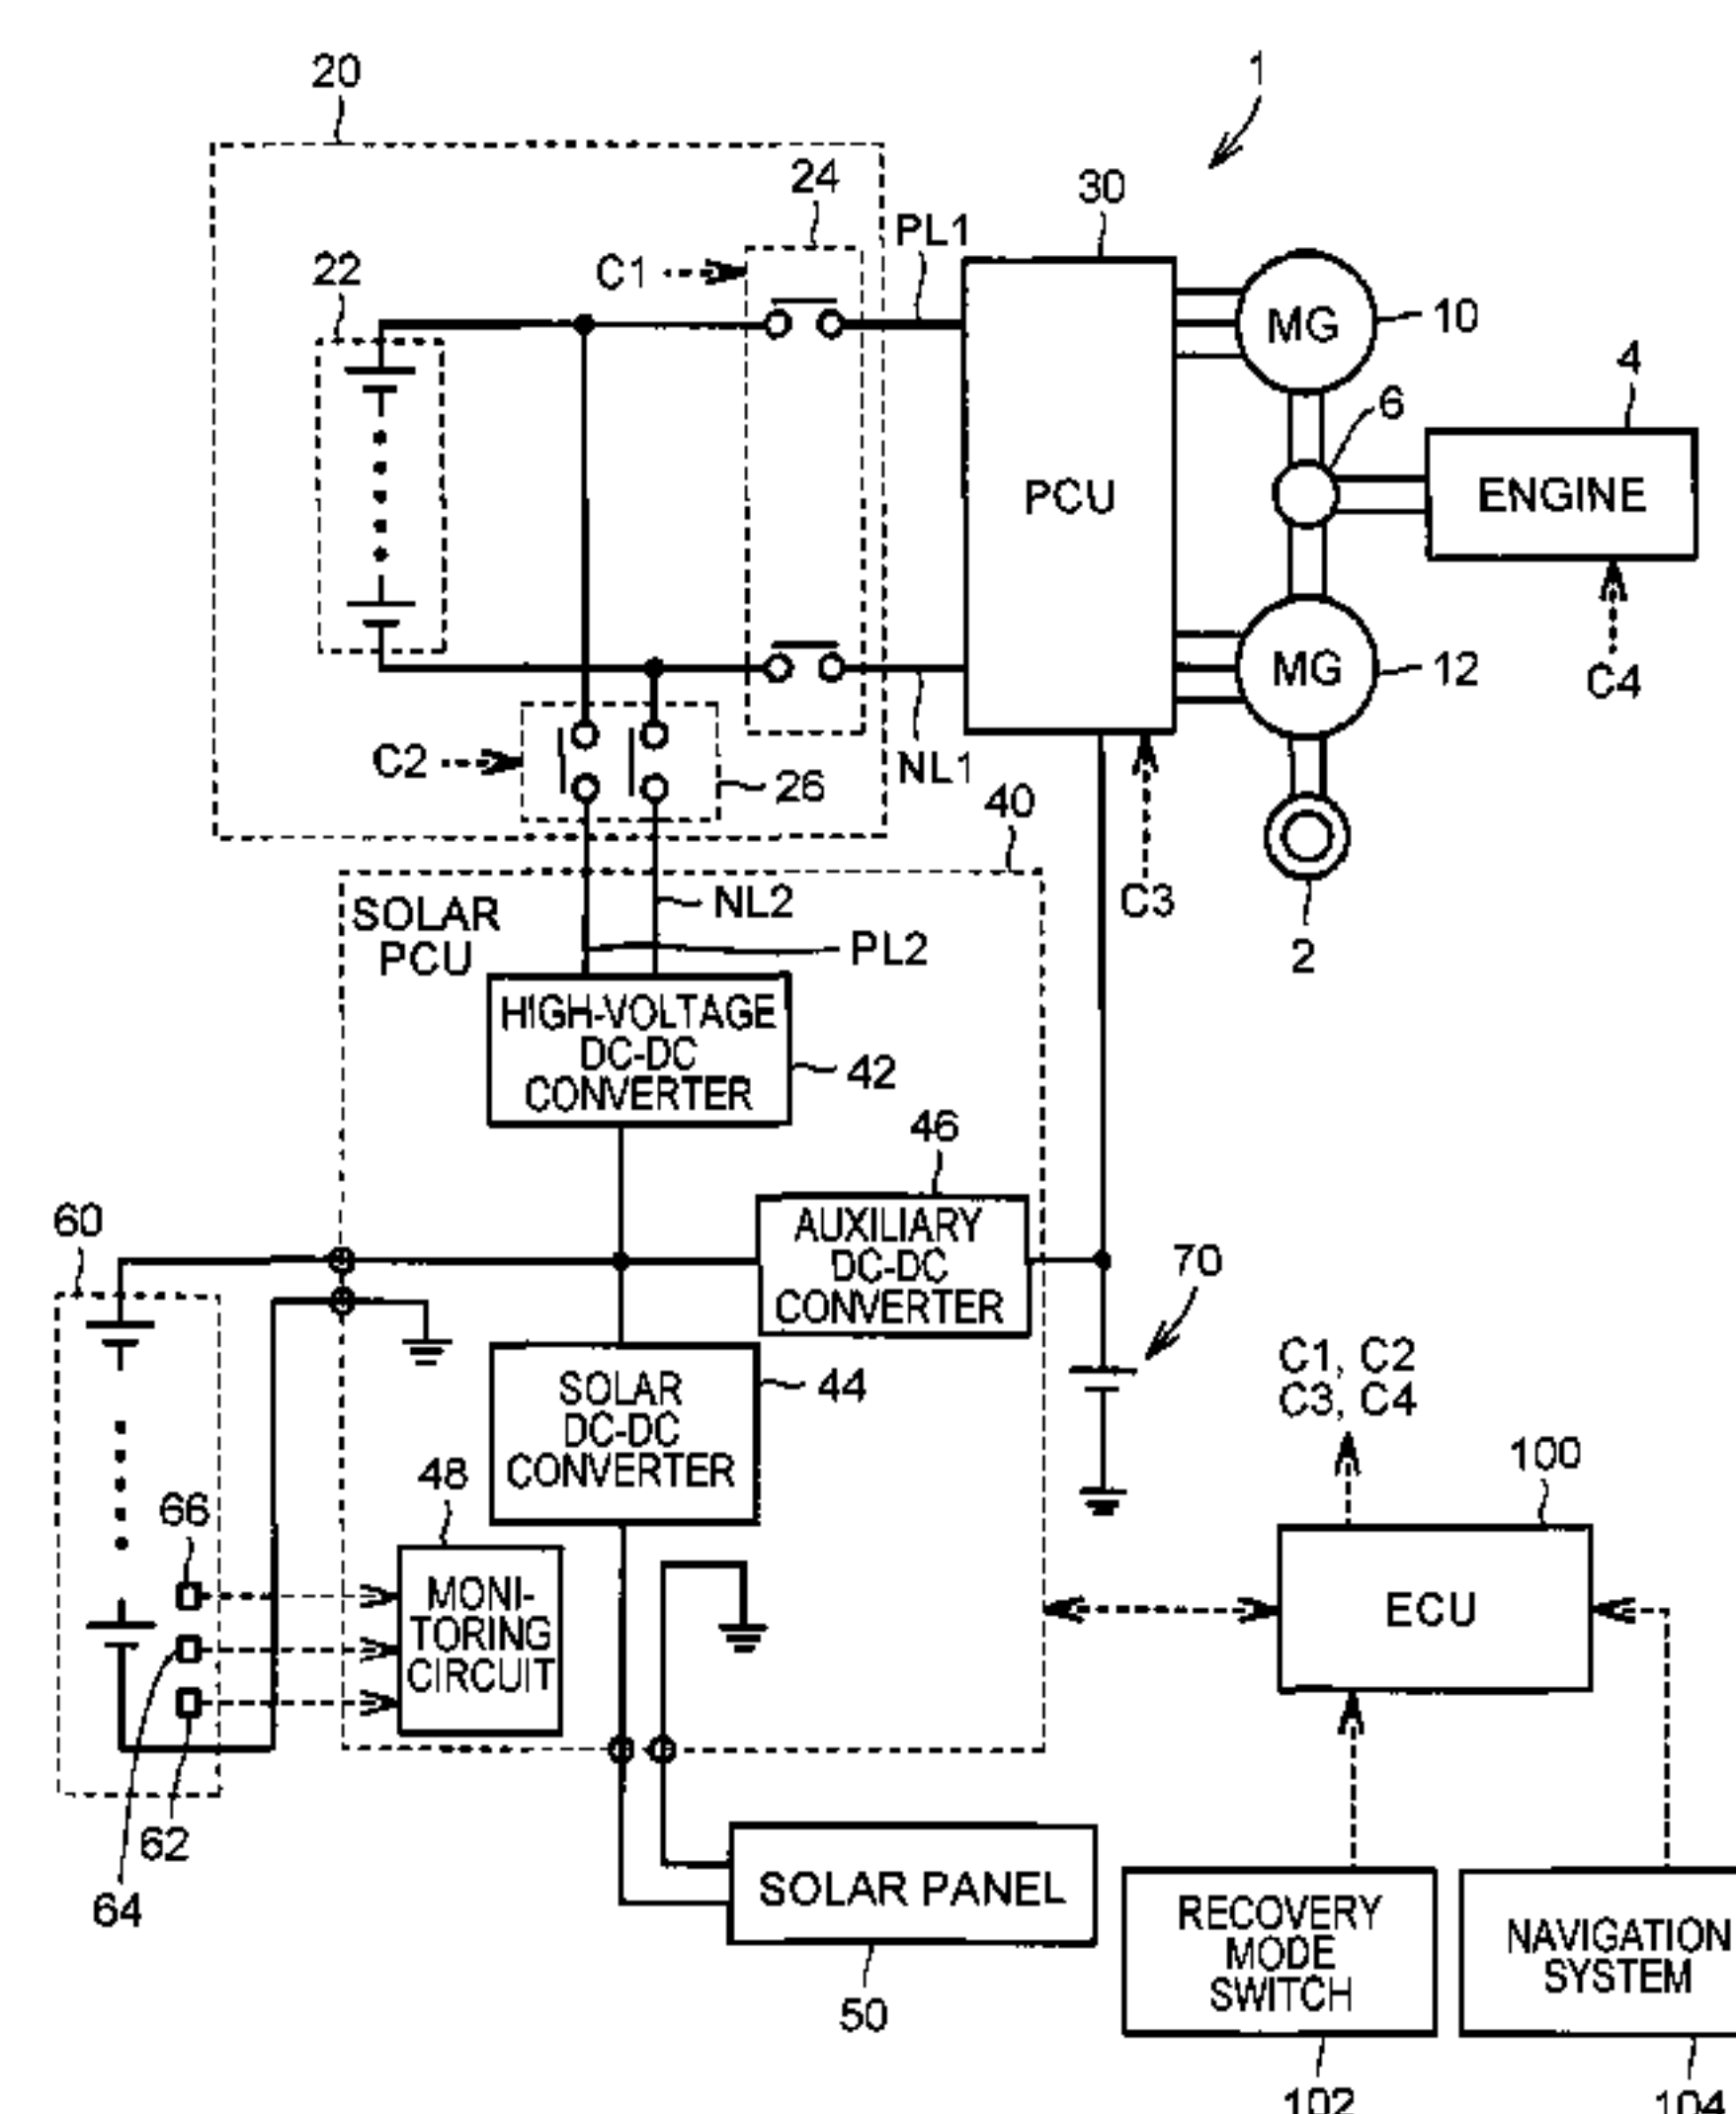 20
1
24
30
PL1
22
C1
MG
10
4
6
PCU
ENGINE
MG
12
C4
C2
26
NL1
40
C3
SOLAR
PCU
NL2
PL2
2
HIGH-VOLTAGE
DC-DC
CONVERTER
42
46
60
AUXILIARY
DC-DC
CONVERTER
70
SOLAR
DC-DC
CONVERTER
44
C1, C2
C3, C4
48
100
66
MONI-
TORING
CIRCUIT
ECU
62
64
SOLAR PANEL
50
RECOVERY
MODE
SWITCH
NAVIGATION
SYSTEM
102
104